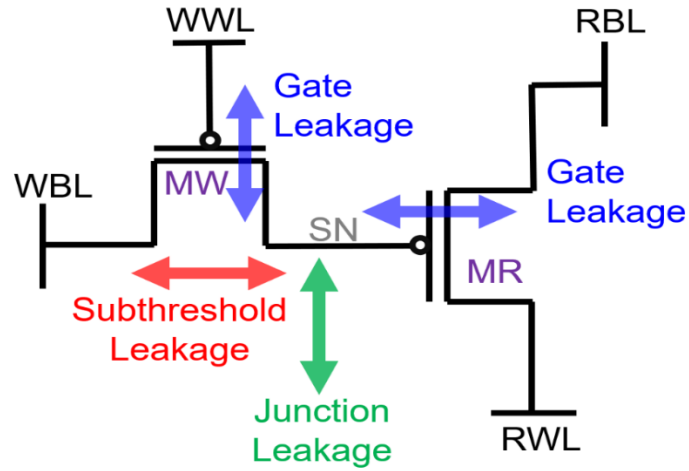 WWL
RBL
Gate
Leakage
WBL
MW
Gate
Leakage
SN
MR
Subthreshold
Leakage
Junction
Leakage
RWL